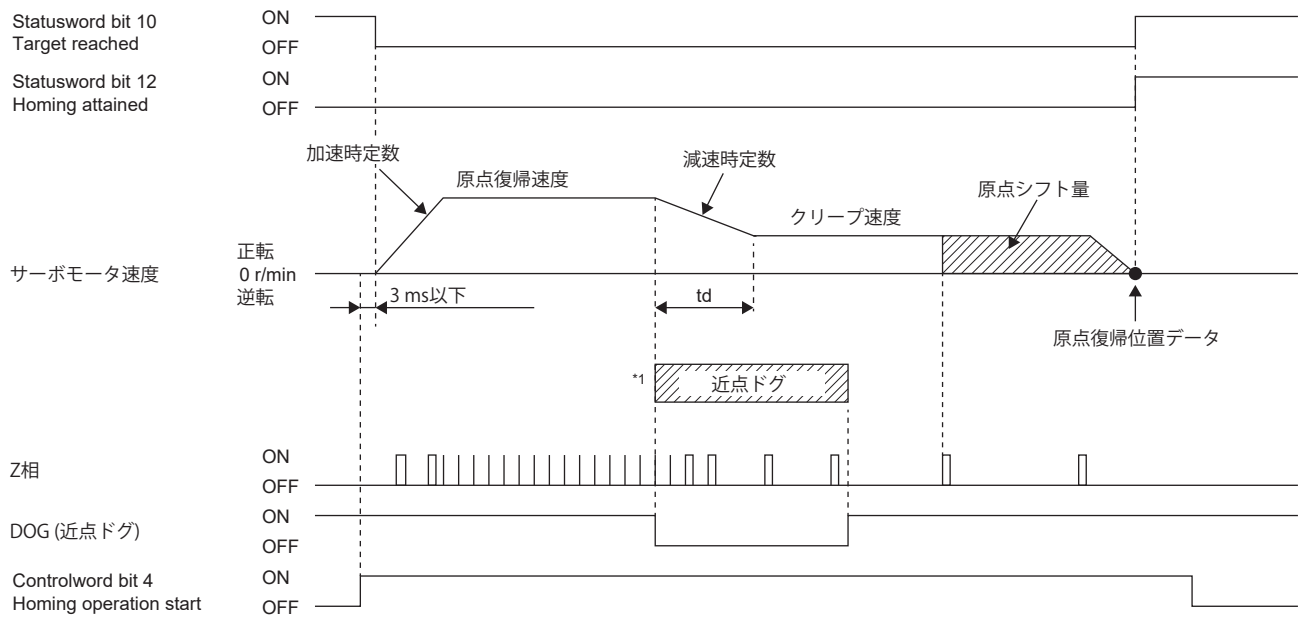 Statusword bit 10
Target reached
ON
OFF
Statusword bit 12
Homing attained
ON
OFF
加速時定数
原点復帰速度
減速時定数
クリープ速度
原点シフト量
サーボモータ速度
正転
0 r/min
逆転
3 ms以下
td
原点復帰位置データ
*1
近点ドグ
Z相
ON
OFF
DOG (近点ドグ)
ON
OFF
Controlword bit 4
Homing operation start
ON
OFF